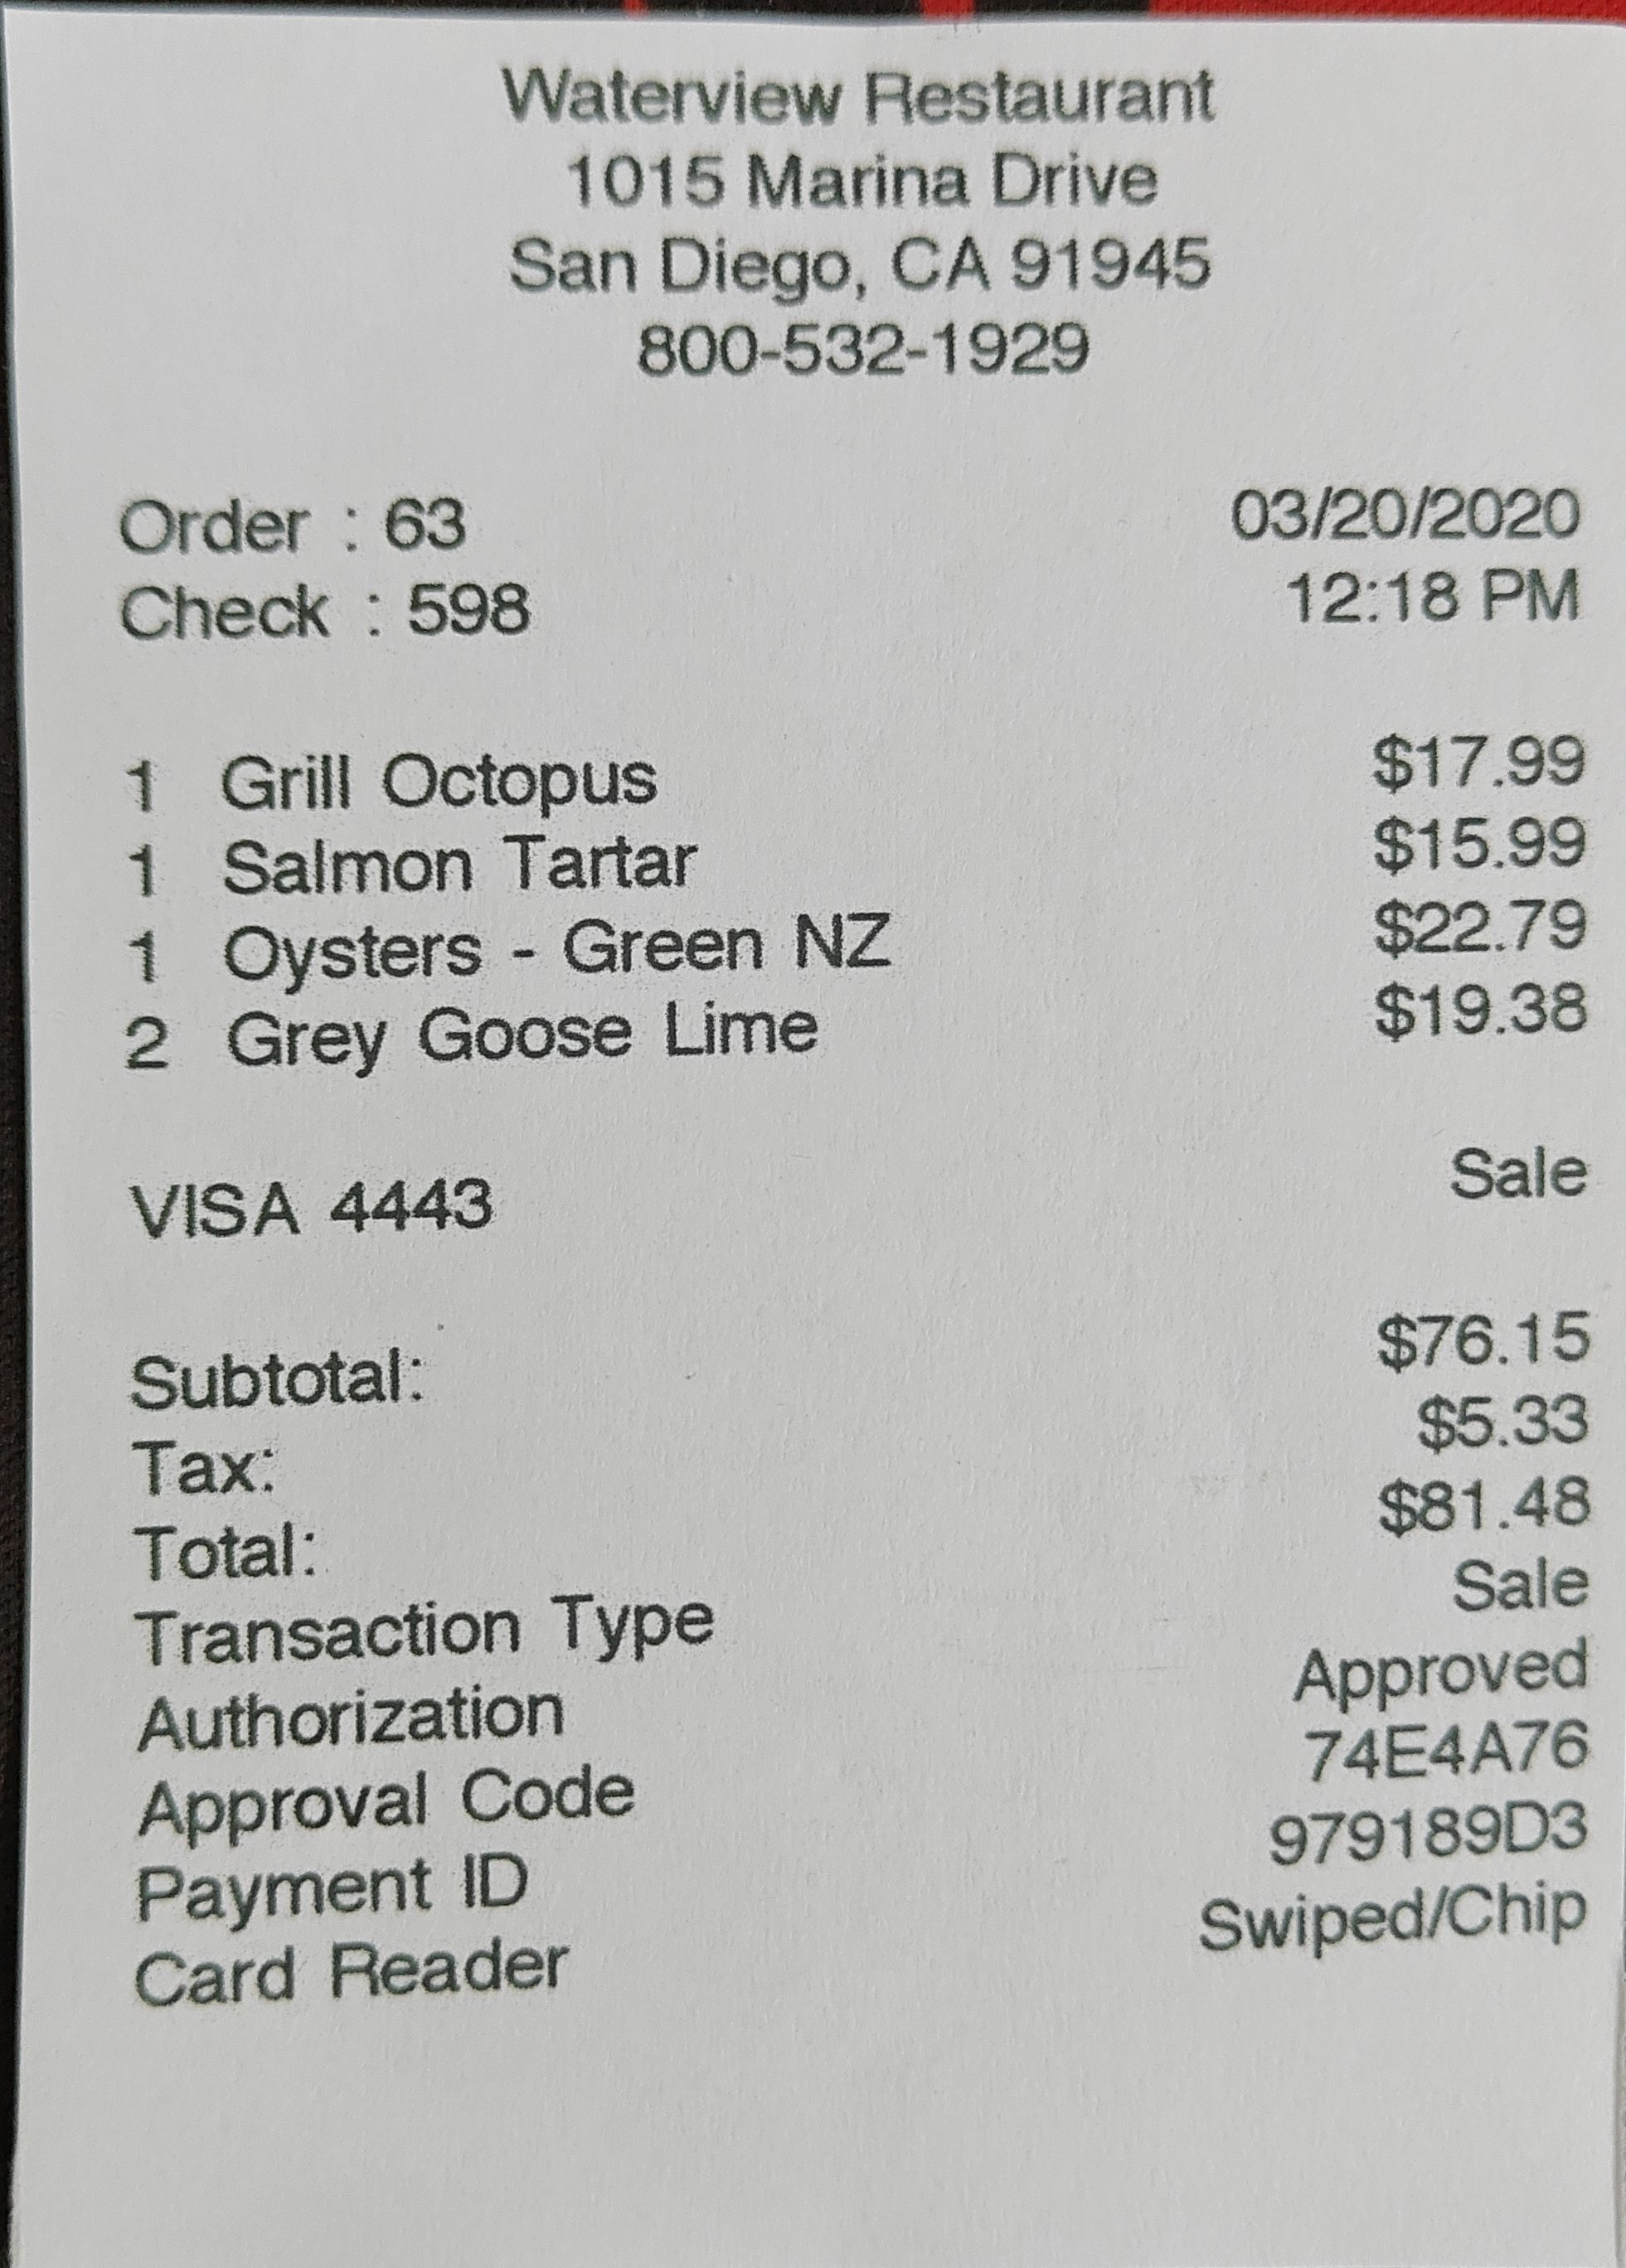 Waterview Restaurant
1015 Marina Drive
San Diego, CA 91945
800-532-1929
Order : 63 03/20/2020
Check : 598 12:18 PM
1 Grill Octopus $17.99
1 Salmon Tartar $15.99
1 Oysters - Green NZ $22.79
2 Grey Goose Lime $19.38
VISA 4443 Sale
Subtotal: $76.15
Tax: $5.33
Total: $81.48
Transaction Type Sale
Authorization Approved
Approval Code 74E4A76
Payment ID 979189D3
Card Reader Swiped/Chip